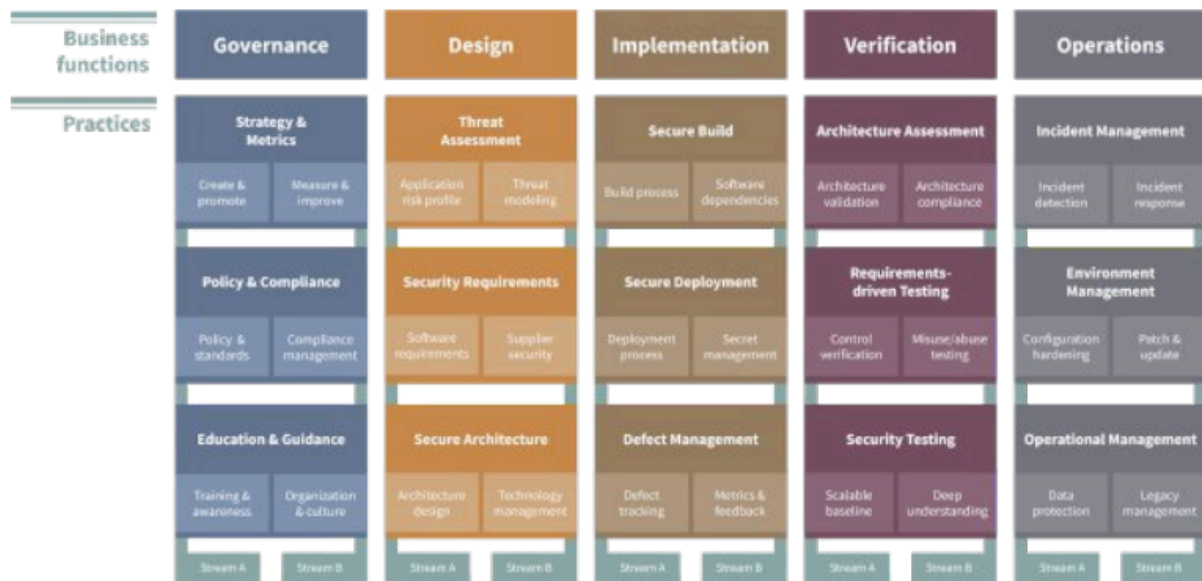 Business
functions
Governance
Design
Implementation
Verification
Operations
Practices
Strategy &
Metrics
Create &
promote
Measure &
improve
Threat
Assessment
Application
risk profile
Threat
modeling
Secure Build
Build process
Software
dependencies
Architecture Assessment
Architecture
validation
Architecture
compliance
Incident Management
Incident
detection
Incident
response
Policy & Compliance
Policy &
standards
Compliance
management
Security Requirements
Software
requirements
Supplier
security
Secure Deployment
Deployment
process
Secret
management
Requirements-
driven Testing
Control
verification
Misuse/abuse
testing
Environment
Management
Configuration
hardening
Patch &
update
Education & Guidance
Training &
awareness
Organization
& culture
Secure Architecture
Architecture
design
Technology
management
Defect Management
Defect
tracking
Metrics &
feedback
Security Testing
Scalable
baseline
Deep
understanding
Operational Management
Data
protection
Legacy
management
Stream A
Stream B
Stream A
Stream B
Stream A
Stream B
Stream A
Stream B
Stream A
Stream B